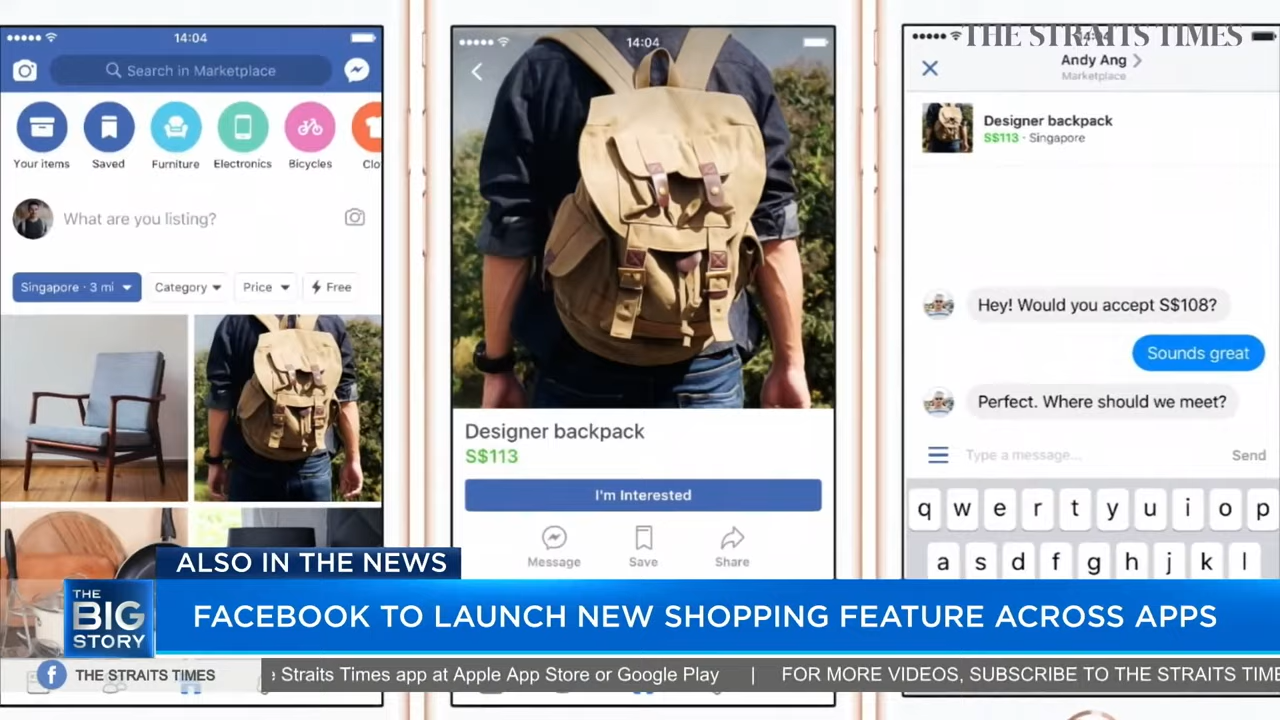 14:04
Search in Marketplace
Your items
Saved
Furniture
Electronics
Bicycles
Clo
What are you listing?
Singapore · 3 mi
Category
Price
Free
14:04
Designer backpack
S$113
I'm Interested
Message
Save
Share
THE STRAITS TIMES
Andy Ang
Marketplace
Designer backpack
S$113 · Singapore
Hey! Would you accept S$108?
Sounds great
Perfect. Where should we meet?
Type a message...
Send
q w e r t y u i o p
a s d f g h j k l
ALSO IN THE NEWS
THE BIG STORY
FACEBOOK TO LAUNCH NEW SHOPPING FEATURE ACROSS APPS
THE STRAITS TIMES
e Straits Times app at Apple App Store or Google Play | FOR MORE VIDEOS, SUBSCRIBE TO THE STRAITS TIME